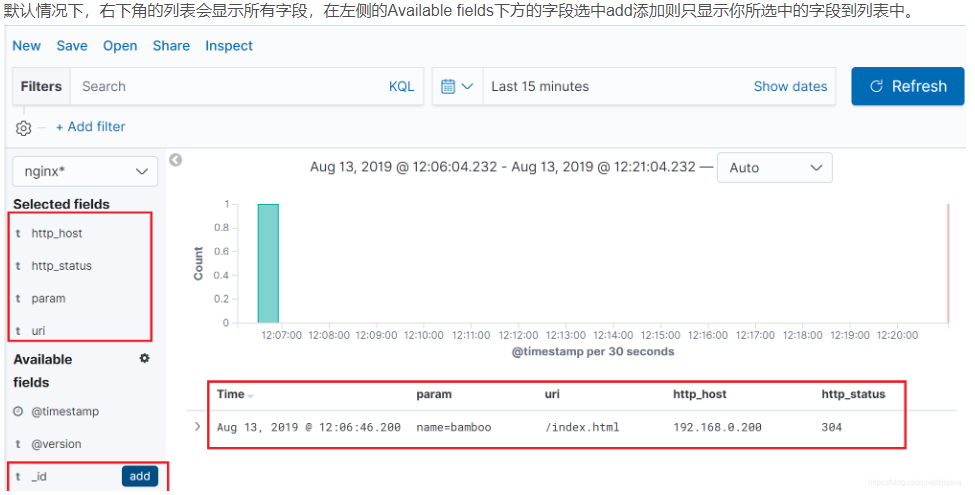 默认情况下，右下角的列表会显示所有字段，在左侧的Available fields下方的字段选中add添加则只显示你所选中的字段到列表中。
New Save Open Share Inspect
Filters Search KQL Last 15 minutes Show dates Refresh
+ Add filter
nginx* Aug 13, 2019 @ 12:06:04.232 - Aug 13, 2019 @ 12:21:04.232 — Auto
Selected fields
t http_host
t http_status
t param
t uri
Available fields
@timestamp
t @version
t _id add
Count
1
0.8
0.6
0.4
0.2
0
12:07:00 12:08:00 12:09:00 12:10:00 12:11:00 12:12:00 12:13:00 12:14:00 12:15:00 12:16:00 12:17:00 12:18:00 12:19:00 12:20:00
@timestamp per 30 seconds
Time param uri http_host http_status
Aug 13, 2019 @ 12:06:46.200 name=bamboo /index.html 192.168.0.200 304